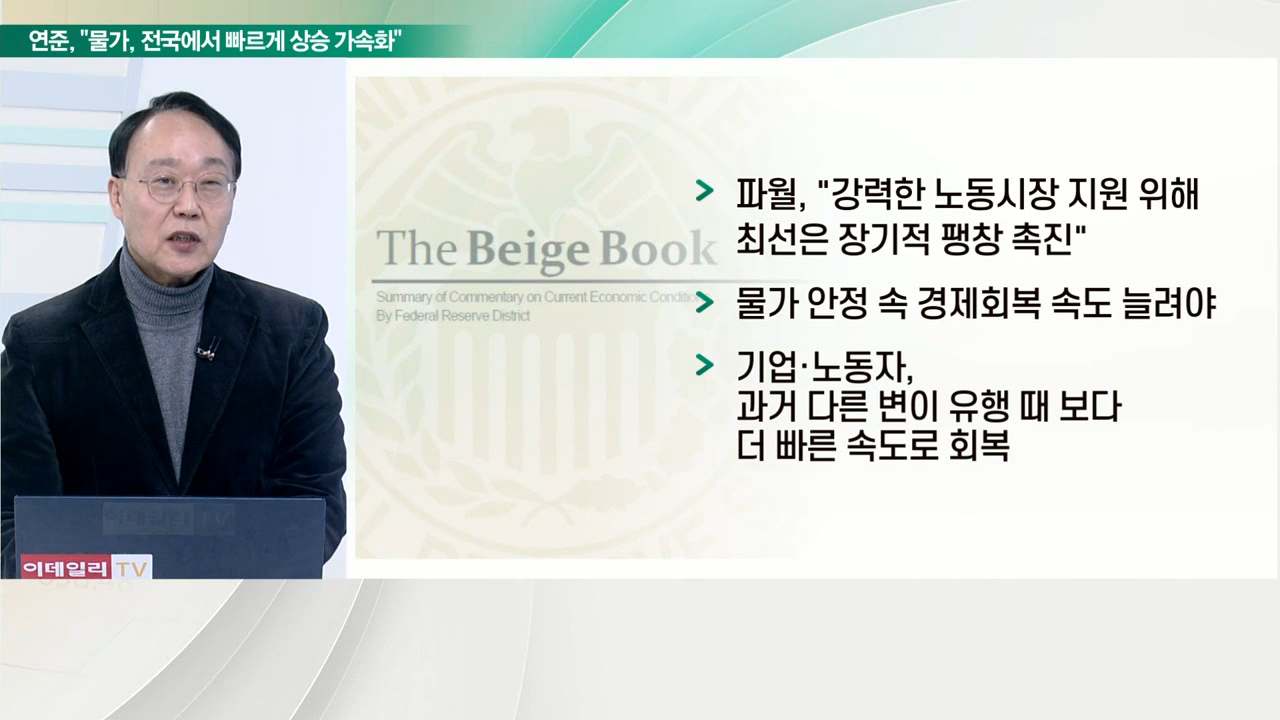 연준, "물가, 전국에서 빠르게 상승 가속화"
The Beige Book
Summary of Commentary on Current Economic
By Federal Reserve District
> 파월, "강력한 노동시장 지원 위해
최선은 장기적 팽창 촉진"
> 물가 안정 속 경제회복 속도 늘려야
> 기업·노동자,
과거 다른 변이 유행 때 보다
더 빠른 속도로 회복
이데일리 TV